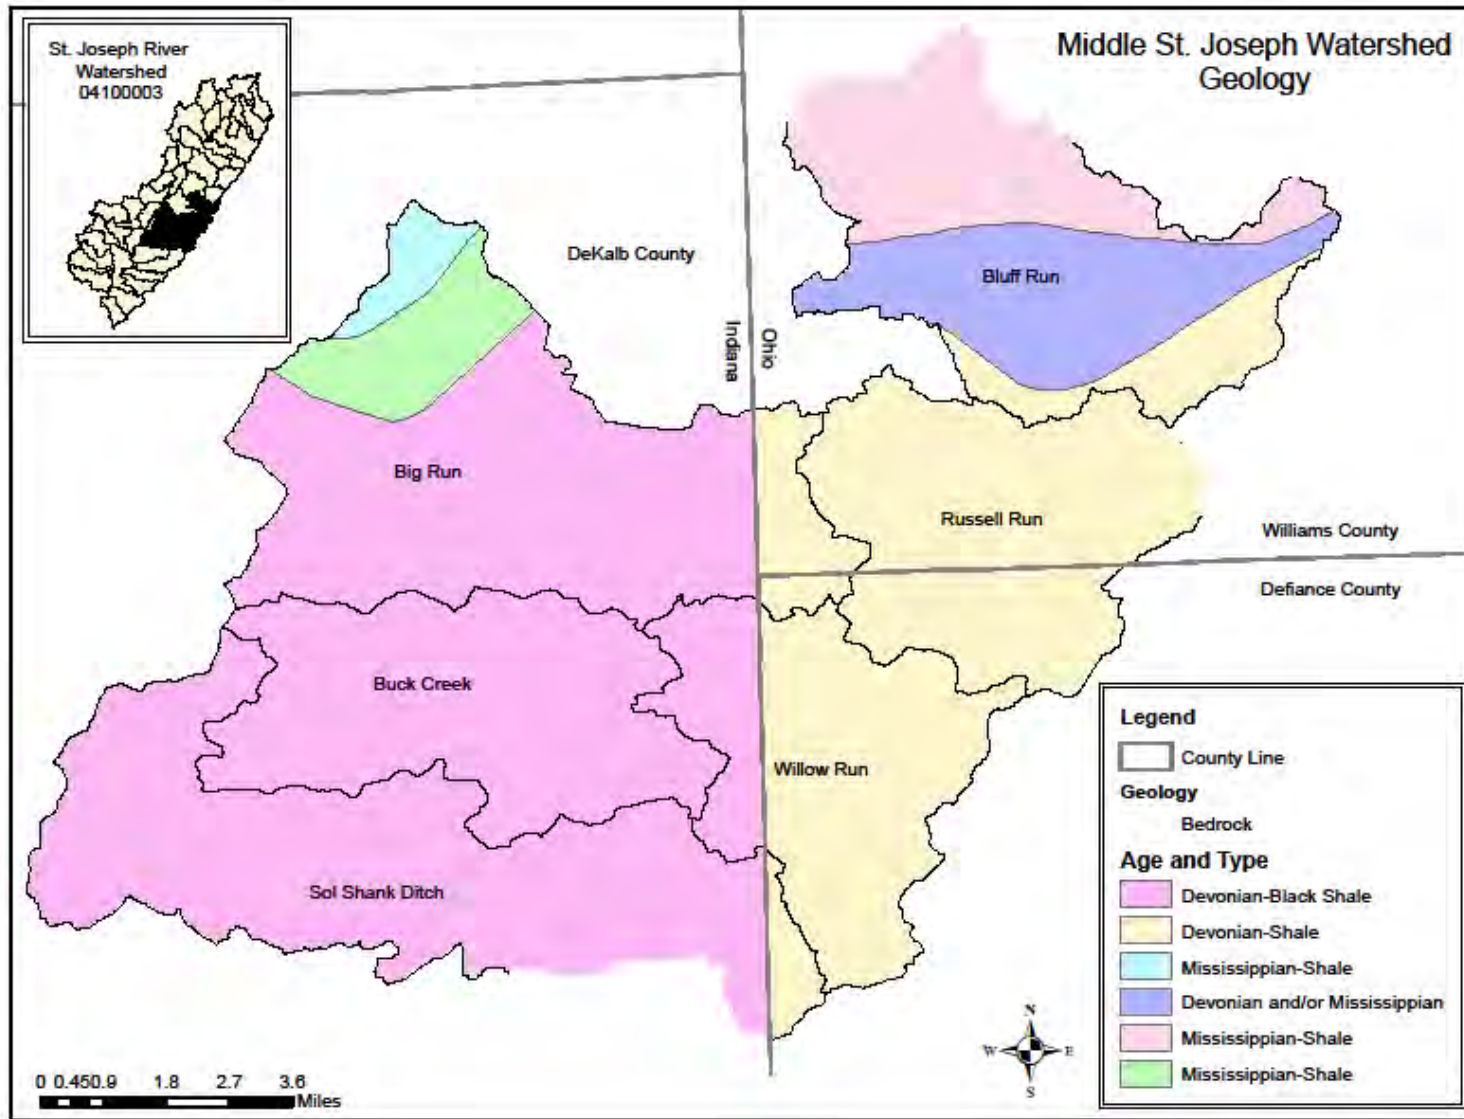 St. Joseph River
Watershed
04100003
Middle St. Joseph Watershed
Geology
DeKalb County
Bluff Run
Indiana
Ohio
Big Run
Russell Run
Williams County
Defiance County
Buck Creek
Willow Run
Sol Shank Ditch
Legend
County Line
Geology
Bedrock
Age and Type
Devonian-Black Shale
Devonian-Shale
Mississippian-Shale
Devonian and/or Mississippian
Mississippian-Shale
Mississippian-Shale
N
W E
S
0 0.450.9 1.8 2.7 3.6
Miles